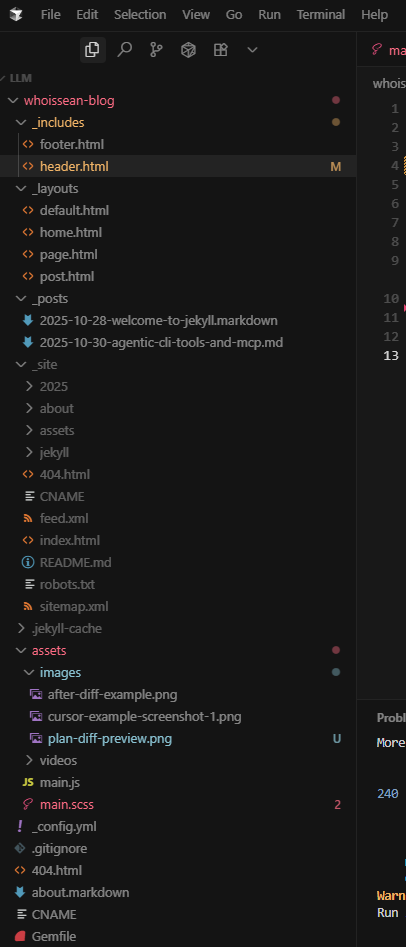 File Edit Selection View Go Run Terminal Help
LLM
whoissean-blog
_includes
footer.html
header.html M
_layouts
default.html
home.html
page.html
post.html
_posts
2025-10-28-welcome-to-jekyll.markdown
2025-10-30-agentic-cli-tools-and-mcp.md
_site
2025
about
assets
jekyll
404.html
CNAME
feed.xml
index.html
README.md
robots.txt
sitemap.xml
.jekyll-cache
assets
images
after-diff-example.png
cursor-example-screenshot-1.png
plan-diff-preview.png U
videos
JS main.js
main.scss 2
! _config.yml
.gitignore
404.html
about.markdown
CNAME
Gemfile
ma
whois
1
2
3
4
5
6
7
8
9
10
11
12
13
Probl
More
240
Warn
Run